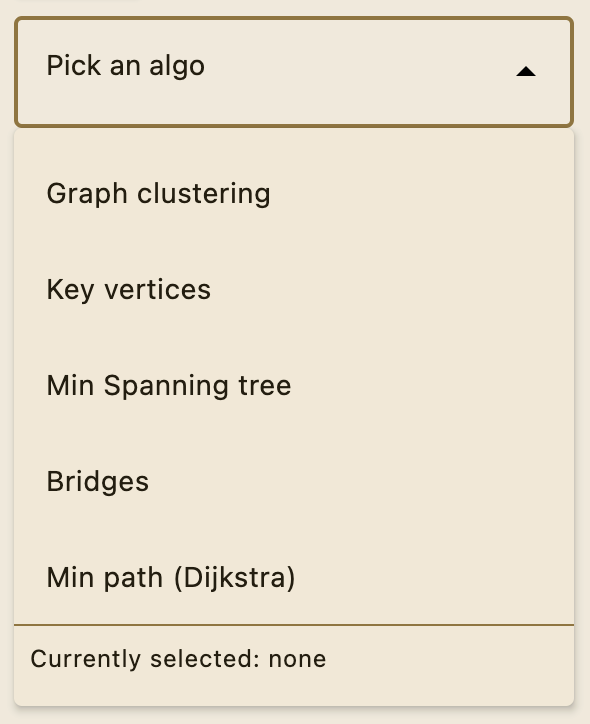 Pick an algo
Graph clustering
Key vertices
Min Spanning tree
Bridges
Min path (Dijkstra)
Currently selected: none